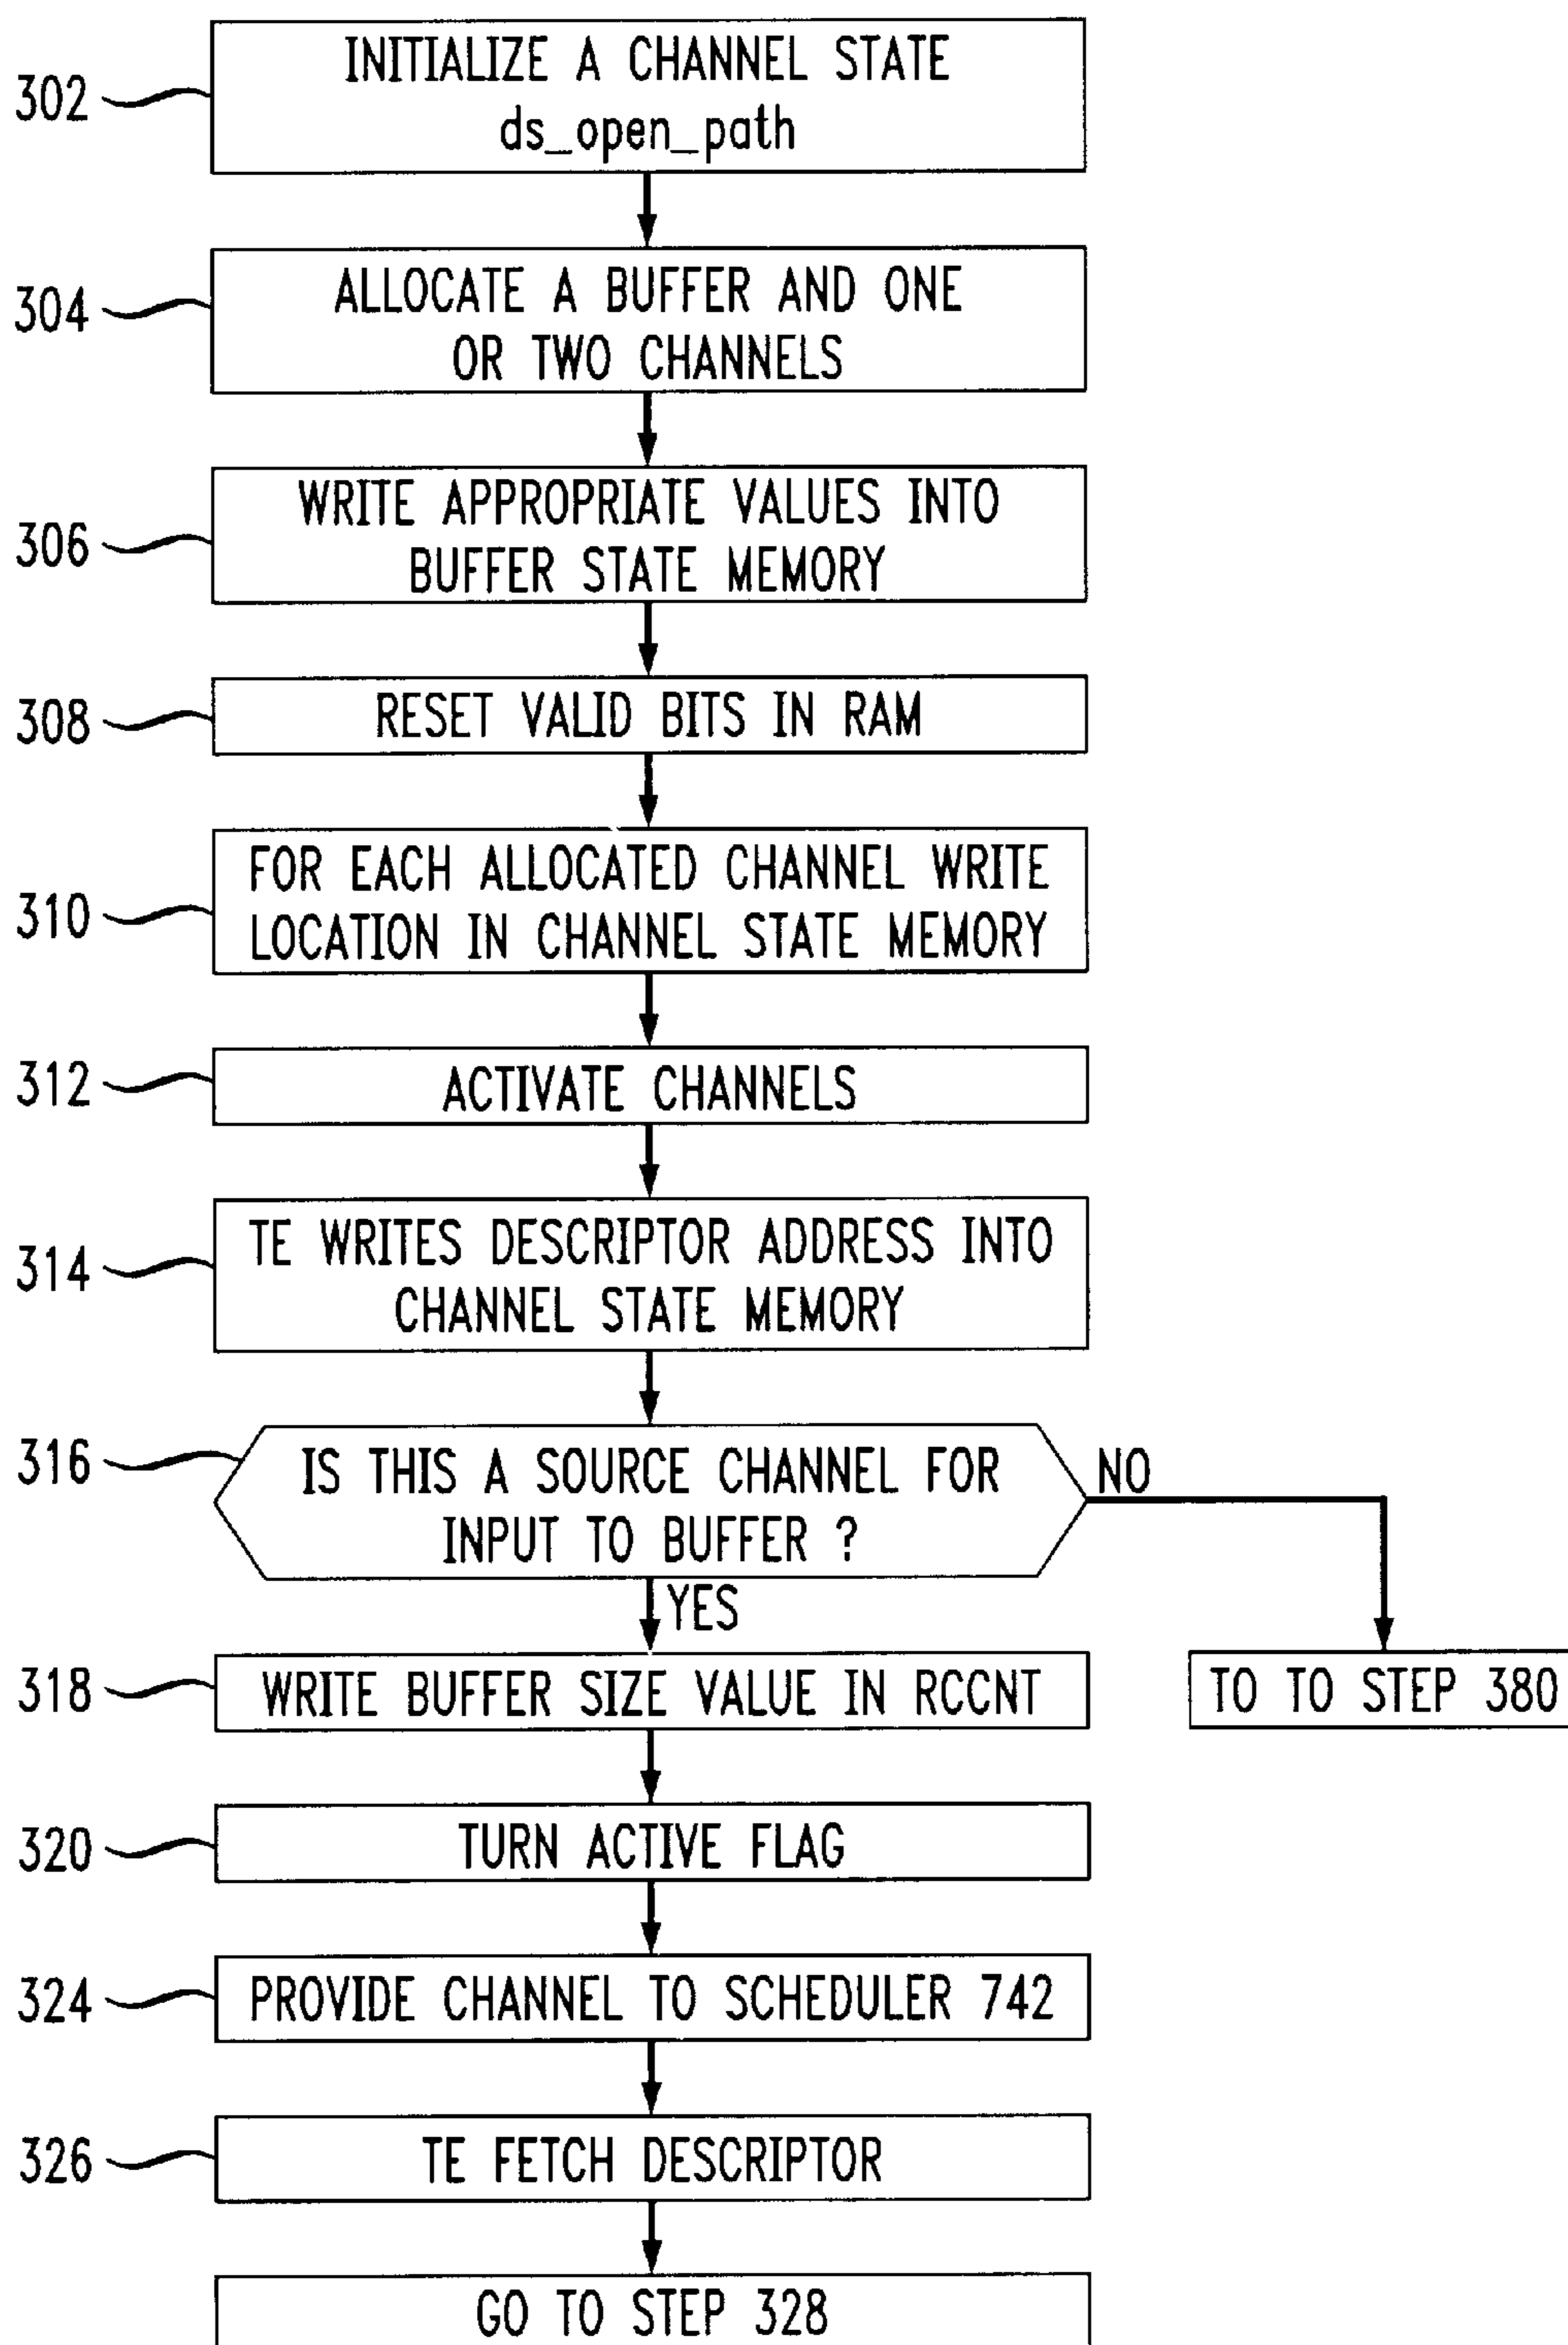 302
INITIALIZE A CHANNEL STATE
ds_open_path
304
ALLOCATE A BUFFER AND ONE
OR TWO CHANNELS
306
WRITE APPROPRIATE VALUES INTO
BUFFER STATE MEMORY
308
RESET VALID BITS IN RAM
310
FOR EACH ALLOCATED CHANNEL WRITE
LOCATION IN CHANNEL STATE MEMORY
312
ACTIVATE CHANNELS
314
TE WRITES DESCRIPTOR ADDRESS INTO
CHANNEL STATE MEMORY
316
IS THIS A SOURCE CHANNEL FOR
INPUT TO BUFFER ?
NO
YES
318
WRITE BUFFER SIZE VALUE IN RCCNT
TO TO STEP 380
320
TURN ACTIVE FLAG
324
PROVIDE CHANNEL TO SCHEDULER 742
326
TE FETCH DESCRIPTOR
GO TO STEP 328